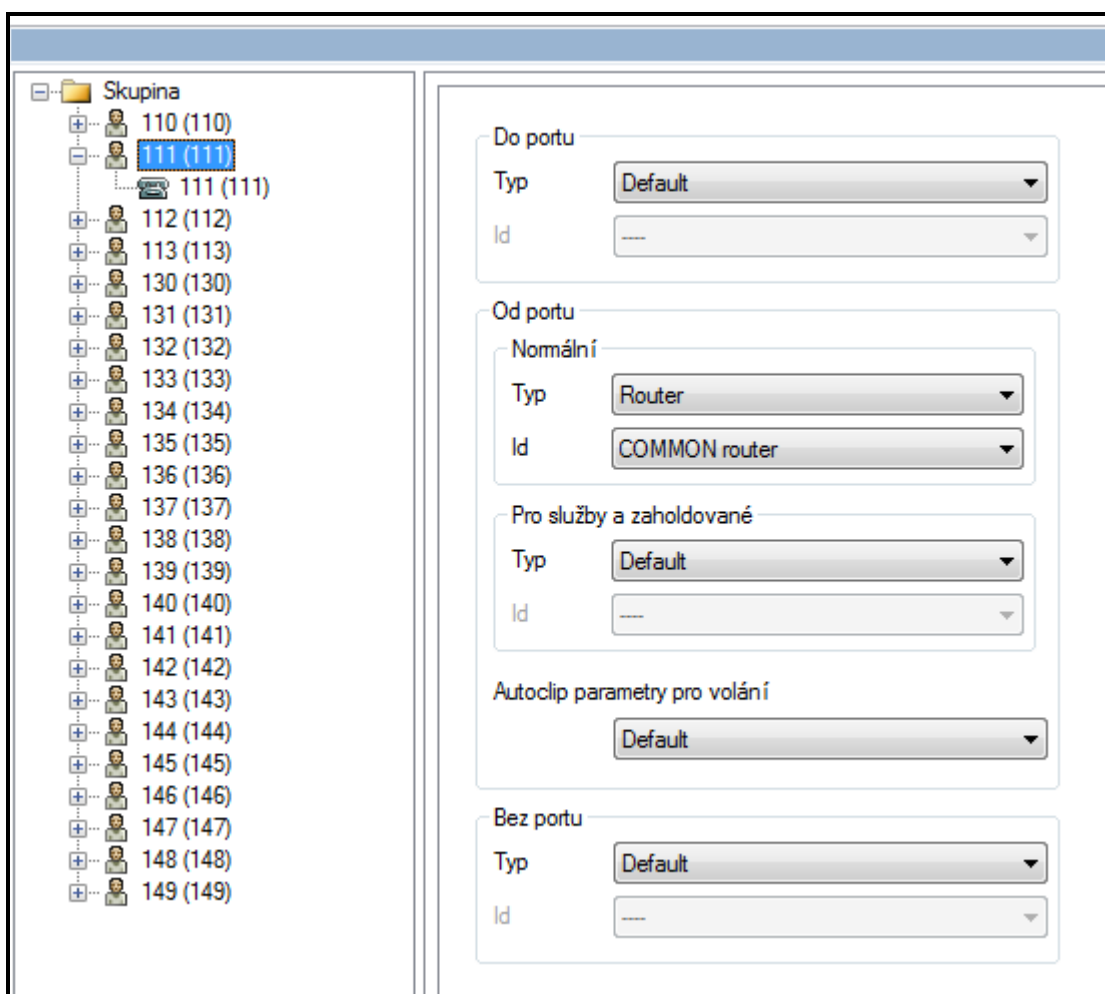 Skupina
110 (110)
111 (111)
111 (111)
112 (112)
113 (113)
130 (130)
131 (131)
132 (132)
133 (133)
134 (134)
135 (135)
136 (136)
137 (137)
138 (138)
139 (139)
140 (140)
141 (141)
142 (142)
143 (143)
144 (144)
145 (145)
146 (146)
147 (147)
148 (148)
149 (149)
Do portu
Typ Default
Id ----
Od portu
Normální
Typ Router
Id COMMON router
Pro služby a zaholdované
Typ Default
Id ----
Autoclip parametry pro volání
Default
Bez portu
Typ Default
Id ----